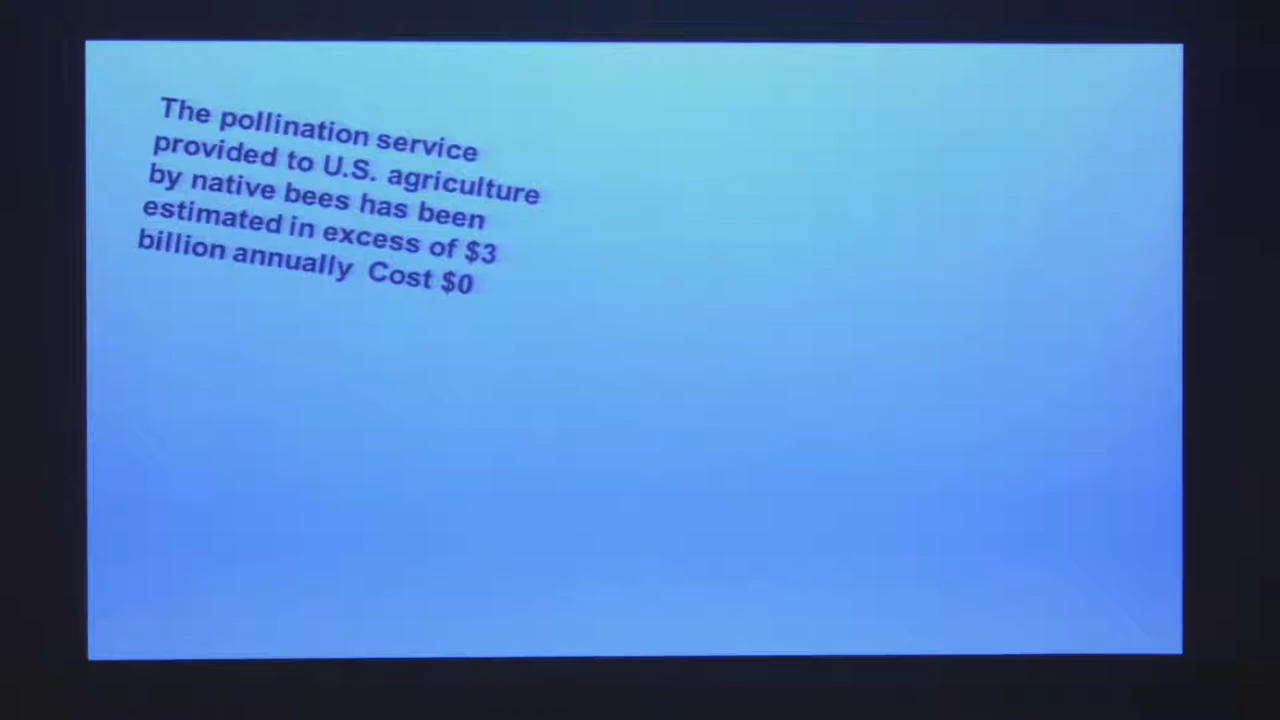 The pollination service
provided to U.S. agriculture
by native bees has been
estimated in excess of $3
billion annually  Cost $0